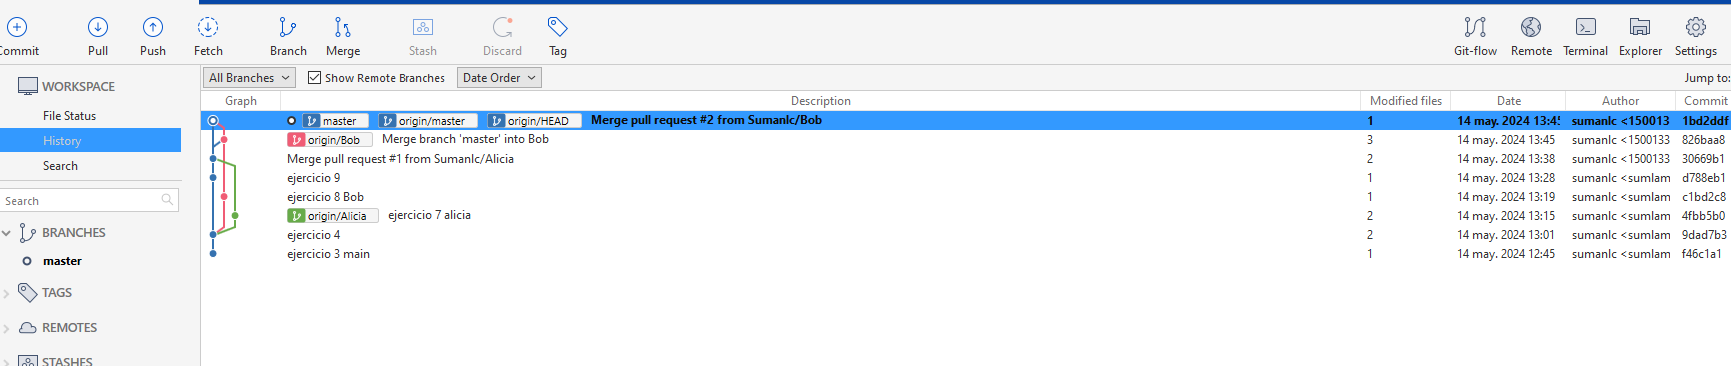 Commit Pull Push Fetch Branch Merge Stash Discard Tag Git-flow Remote Terminal Explorer Settings
WORKSPACE
File Status
History
Search
Search
BRANCHES
master
TAGS
REMOTES
STASHES
All Branches Show Remote Branches Date Order Jump to:
Graph Description Modified files Date Author Commit
master origin/master origin/HEAD Merge pull request #2 from Sumanlc/Bob 1 14 may. 2024 13:45 sumanlc <150013 1bd2ddf
origin/Bob Merge branch 'master' into Bob 3 14 may. 2024 13:45 sumanlc <1500133 826baa8
Merge pull request #1 from Sumanlc/Alicia 2 14 may. 2024 13:38 sumanlc <1500133 30669b1
ejercicio 9 1 14 may. 2024 13:28 sumanlc <sumlam d788eb1
ejercicio 8 Bob 1 14 may. 2024 13:19 sumanlc <sumlam c1bd2c8
origin/Alicia ejercicio 7 alicia 2 14 may. 2024 13:15 sumanlc <sumlam 4fbb5b0
ejercicio 4 2 14 may. 2024 13:01 sumanlc <sumlam 9dad7b3
ejercicio 3 main 1 14 may. 2024 12:45 sumanlc <sumlam f46c1a1